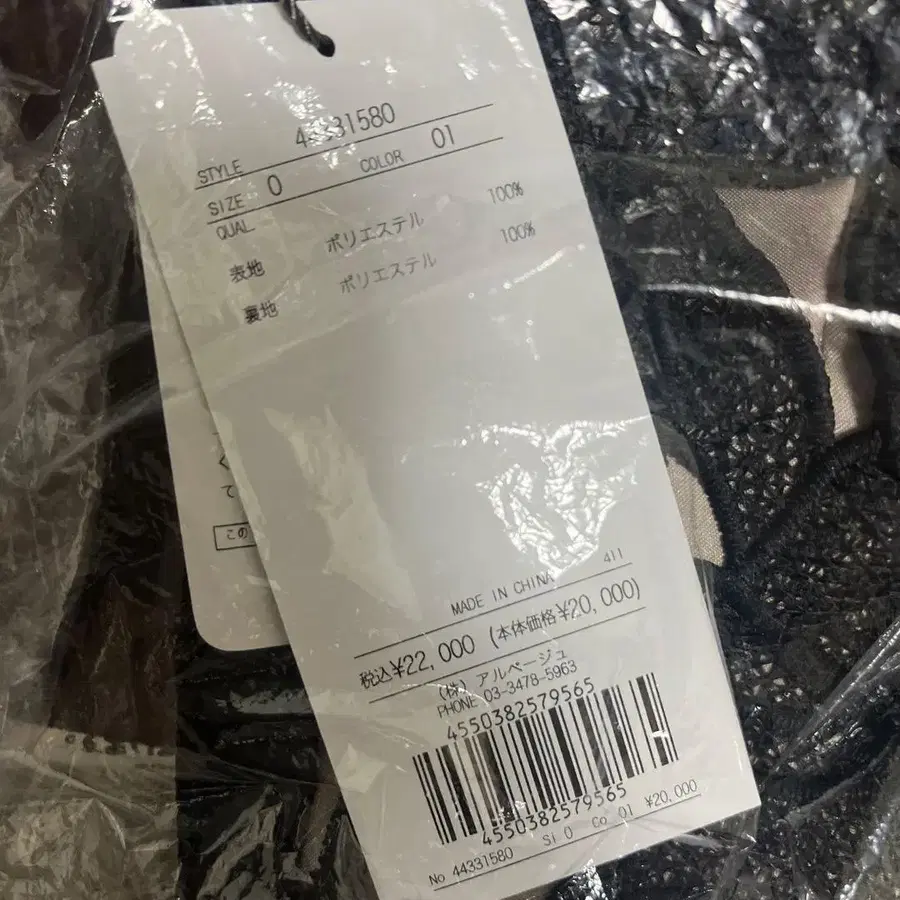 STYLE 44331580
SIZE 0 COLOR 01
QUAL
表地 ポリエステル 100%
裏地 ポリエステル 100%
て
この
411
MADE IN CHINA
税込¥22,000 (本体価格¥20,000)
(株) アルページュ
PHONE 03-3478-5963
4550382579565
4550382579565
No 44331580 Si 0 Co 01 ¥20,000